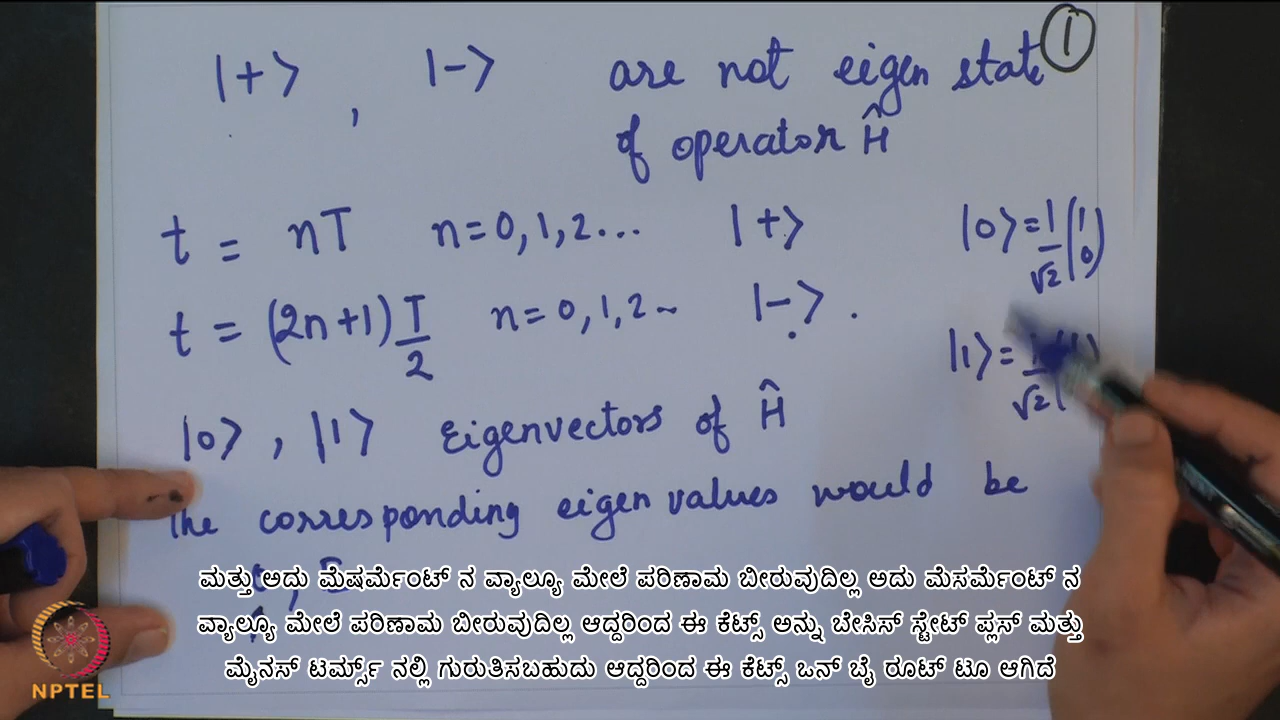 |+> , |-> are not eigen state ①
of operator Ĥ
t = nT n=0,1,2... |+> |0>=1/√2(1 0)
t = (2n+1)T/2 n=0,1,2~ |-> . |1>=1/√2(
|0> , |1> Eigenvectors of Ĥ
The corresponding eigen values would be
ಮತ್ತು ಅದು ಮೆಷರ್ಮೆಂಟ್ ನ ವ್ಯಾಲ್ಯೂ ಮೇಲೆ ಪರಿಣಾಮ ಬೀರುವುದಿಲ್ಲ ಅದು ಮೆಸರ್ಮೆಂಟ್ ನ
ವ್ಯಾಲ್ಯೂ ಮೇಲೆ ಪರಿಣಾಮ ಬೀರುವುದಿಲ್ಲ ಆದ್ದರಿಂದ ಈ ಕೆಟ್ಸ್ ಅನ್ನು ಬೇಸಿಸ್ ಸ್ಟೇಟ್ ಪ್ಲಸ್ ಮತ್ತು
ಮೈನಸ್ ಟರ್ಮ್ಸ್ ನಲ್ಲಿ ಗುರುತಿಸಬಹುದು ಆದ್ದರಿಂದ ಈ ಕೆಟ್ಸ್ ಒನ್ ಬೈ ರೂಟ್ ಟೂ ಆಗಿದೆ
NPTEL